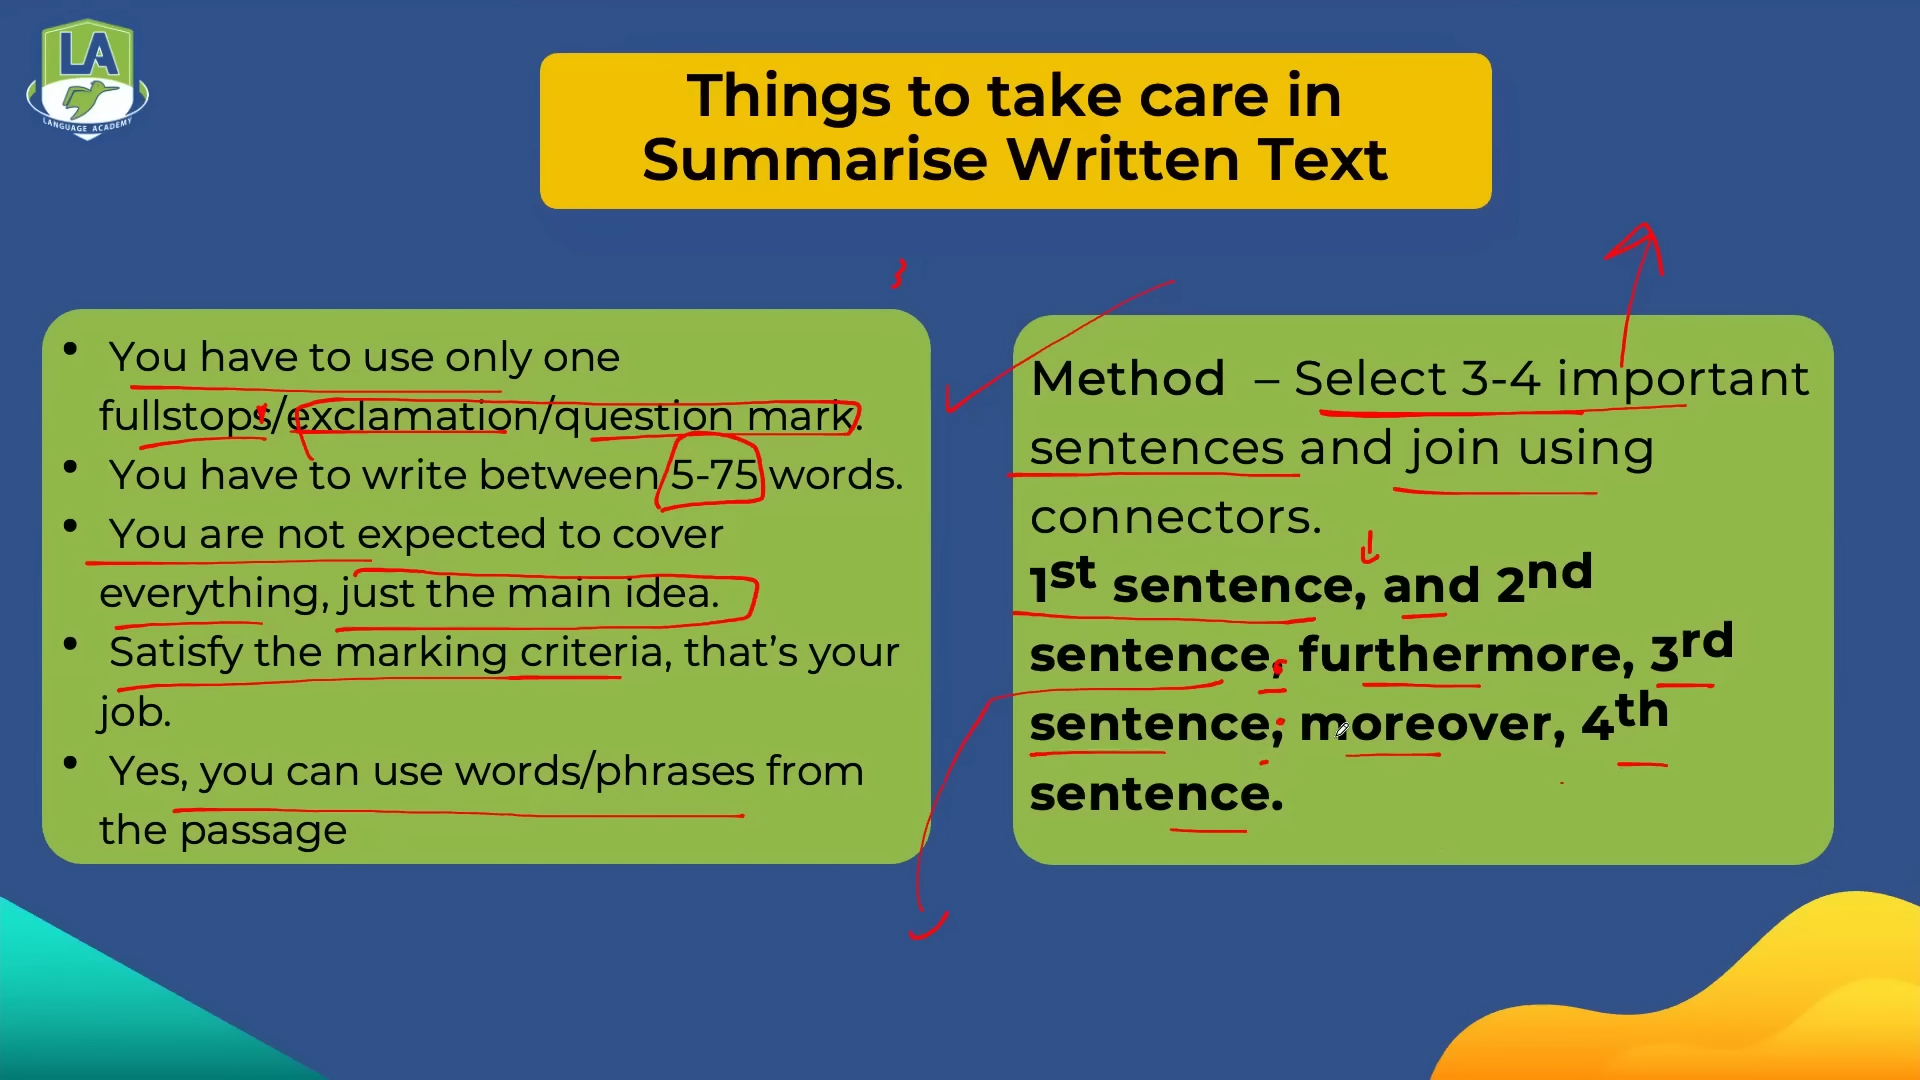 LA
LANGUAGE ACADEMY
Things to take care in
Summarise Written Text
• You have to use only one
fullstops/exclamation/question mark.
• You have to write between 5-75 words.
• You are not expected to cover
everything, just the main idea.
• Satisfy the marking criteria, that's your
job.
• Yes, you can use words/phrases from
the passage
Method – Select 3-4 important
sentences and join using
connectors.
1st sentence, and 2nd
sentence; furthermore, 3rd
sentence; moreover, 4th
sentence.